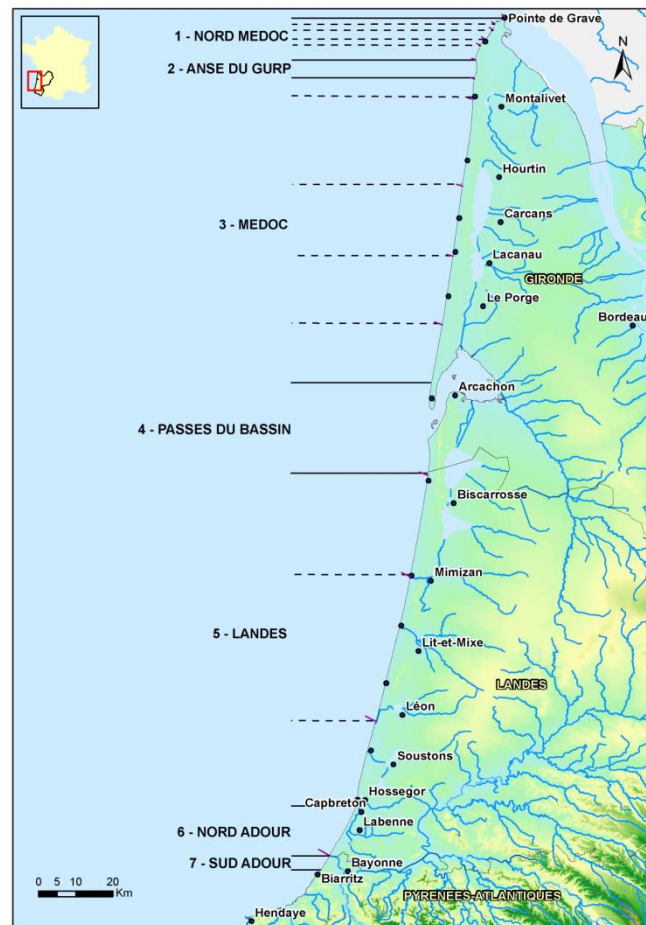 Pointe de Grave
N
1 - NORD MEDOC
2 - ANSE DU GURP
Montalivet
Hourtin
3 - MEDOC
Carcans
Lacanau
GIRONDE
Le Porge
Bordeau
Arcachon
4 - PASSES DU BASSIN
Biscarrosse
Mimizan
5 - LANDES
Lit-et-Mixe
LANDES
Léon
Soustons
Hossegor
Capbreton
Labenne
6 - NORD ADOUR
7 - SUD ADOUR
Bayonne
Biarritz
0 5 10 20
Km
PYRENEES-ATLANTIQUES
Hendaye